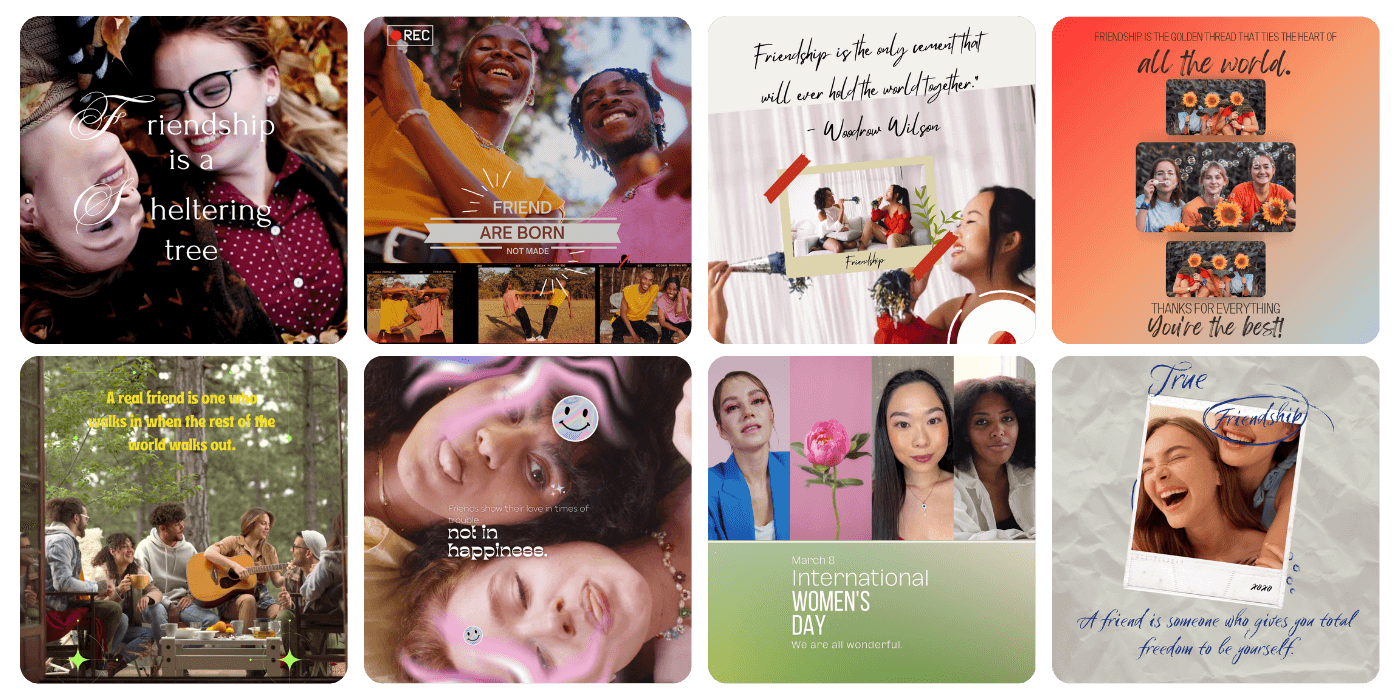 Friendship
is a
Sheltering
tree
REC
FRIEND
ARE BORN
NOT MADE
Friendship is the only cement that
will ever hold the world together."
- Woodrow Wilson
Friendship
FRIENDSHIP IS THE GOLDEN THREAD THAT TIES THE HEART OF
all the world.
THANKS FOR EVERYTHING
You're the best!
A real friend is one who
walks in when the rest of the
world walks out.
Friends show their love in times of
trouble,
not in
happiness.
March 8
International
WOMEN'S
DAY
We are all wonderful.
True
Friendship
2020
A friend is someone who gives you total
freedom to be yourself.